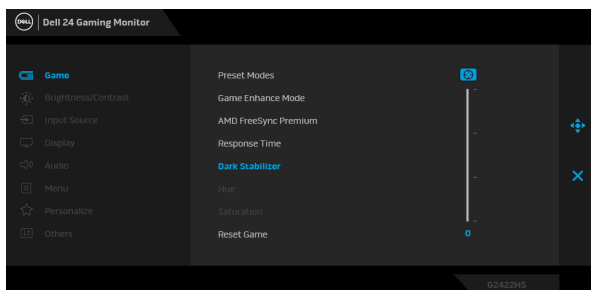 DELL
Dell 24 Gaming Monitor
Game
Brightness/Contrast
Input Source
Display
Audio
Menu
Personalize
Others
Preset Modes
Game Enhance Mode
AMD FreeSync Premium
Response Time
Dark Stabilizer
Hue
Saturation
Reset Game
0
G2422HS